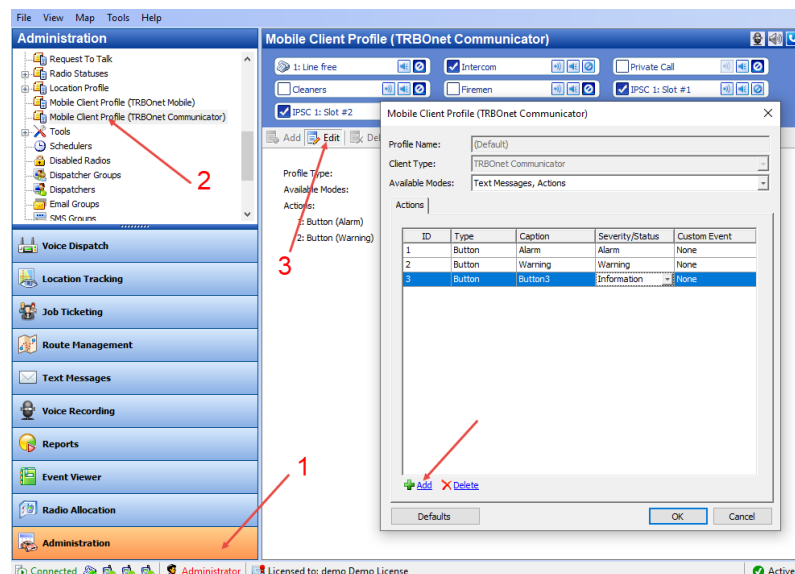 File View Map Tools Help
Administration
Request To Talk
Radio Statuses
Location Profile
Mobile Client Profile (TRBOnet Mobile)
Mobile Client Profile (TRBOnet Communicator)
Tools
Schedulers
Disabled Radios
Dispatcher Groups
Dispatchers
Email Groups
SMS Groups
2
Voice Dispatch
Location Tracking
Job Ticketing
Route Management
Text Messages
Voice Recording
Reports
Event Viewer
Radio Allocation
Administration
1
Mobile Client Profile (TRBOnet Communicator)
1: Line free Intercom Private Call
Cleaners Firemen IPSC 1: Slot #1
IPSC 1: Slot #2
Add Edit Del
Profile Type:
Available Modes:
Actions:
1: Button (Alarm)
2: Button (Warning)
3
Mobile Client Profile (TRBOnet Communicator)
Profile Name: (Default)
Client Type: TRBOnet Communicator
Available Modes: Text Messages, Actions
Actions
ID Type Caption Severity/Status Custom Event
1 Button Alarm Alarm None
2 Button Warning Warning None
3 Button Button3 Information None
Add Delete
Defaults OK Cancel
Connected Administrator Licensed to: demo Demo License Active